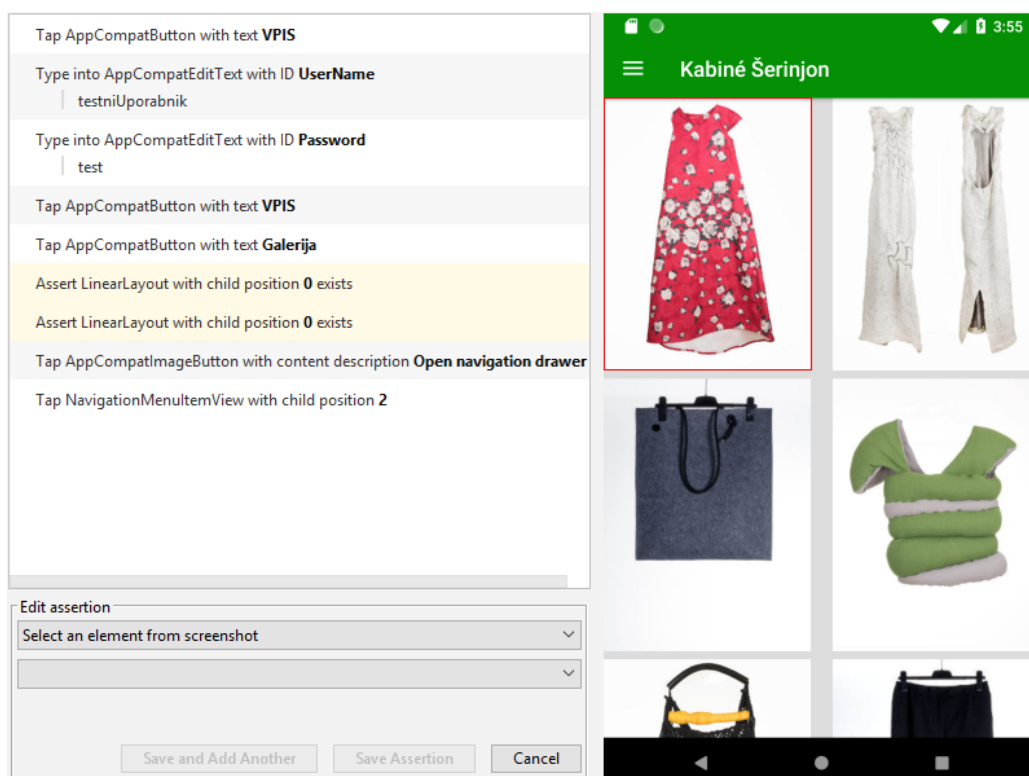 Tap AppCompatButton with text VPIS
Type into AppCompatEditText with ID UserName
testniUporabnik
Type into AppCompatEditText with ID Password
test
Tap AppCompatButton with text VPIS
Tap AppCompatButton with text Galerija
Assert LinearLayout with child position 0 exists
Assert LinearLayout with child position 0 exists
Tap AppCompatImageButton with content description Open navigation drawer
Tap NavigationMenuItemView with child position 2
Edit assertion
Select an element from screenshot
Save and Add Another
Save Assertion
Cancel
3:55
Kabiné Šerinjon